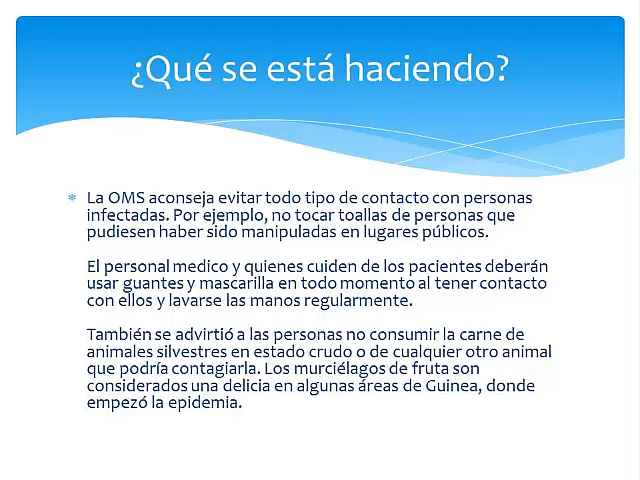 ¿Qué se está haciendo?
La OMS aconseja evitar todo tipo de contacto con personas
infectadas. Por ejemplo, no tocar toallas de personas que
pudiesen haber sido manipuladas en lugares públicos.
El personal medico y quienes cuiden de los pacientes deberán
usar guantes y mascarilla en todo momento al tener contacto
con ellos y lavarse las manos regularmente.
También se advirtió a las personas no consumir la carne de
animales silvestres en estado crudo o de cualquier otro animal
que podría contagiarla. Los murciélagos de fruta son
considerados una delicia en algunas áreas de Guinea, donde
empezó la epidemia.